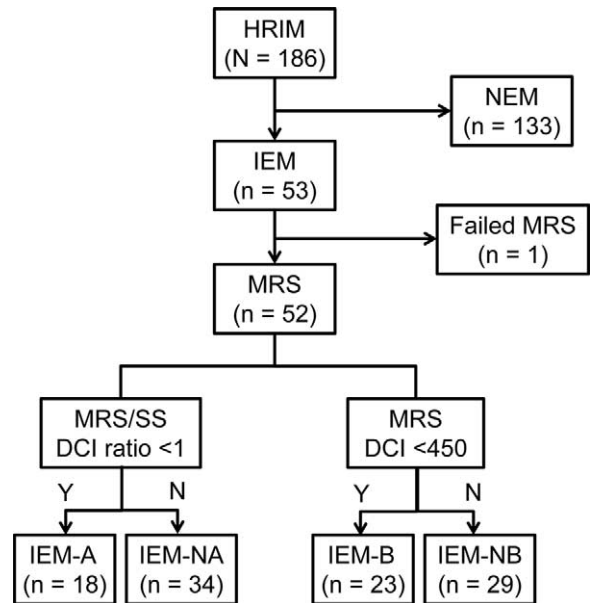 HRIM
(N = 186)
NEM
(n = 133)
IEM
(n = 53)
Failed MRS
(n = 1)
MRS
(n = 52)
MRS/SS
DCI ratio <1
MRS
DCI <450
Y
N
Y
N
IEM-A
(n = 18)
IEM-NA
(n = 34)
IEM-B
(n = 23)
IEM-NB
(n = 29)